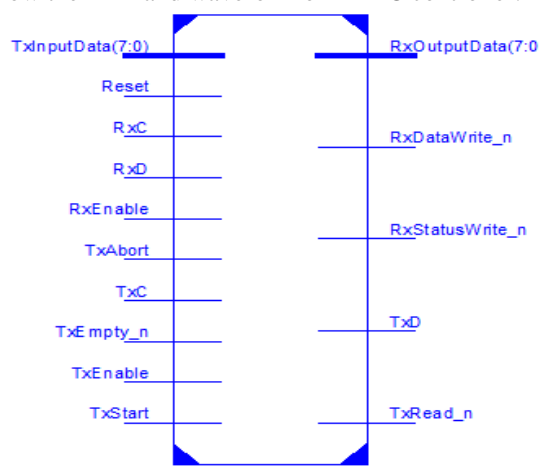 TxInputData(7:0)
RxOutputData(7:0
Reset
RxC
RxDataWrite_n
RxD
RxEnable
RxStatusWrite_n
TxAbort
TxC
TxD
TxEmpty_n
TxEnable
TxStart
TxRead_n